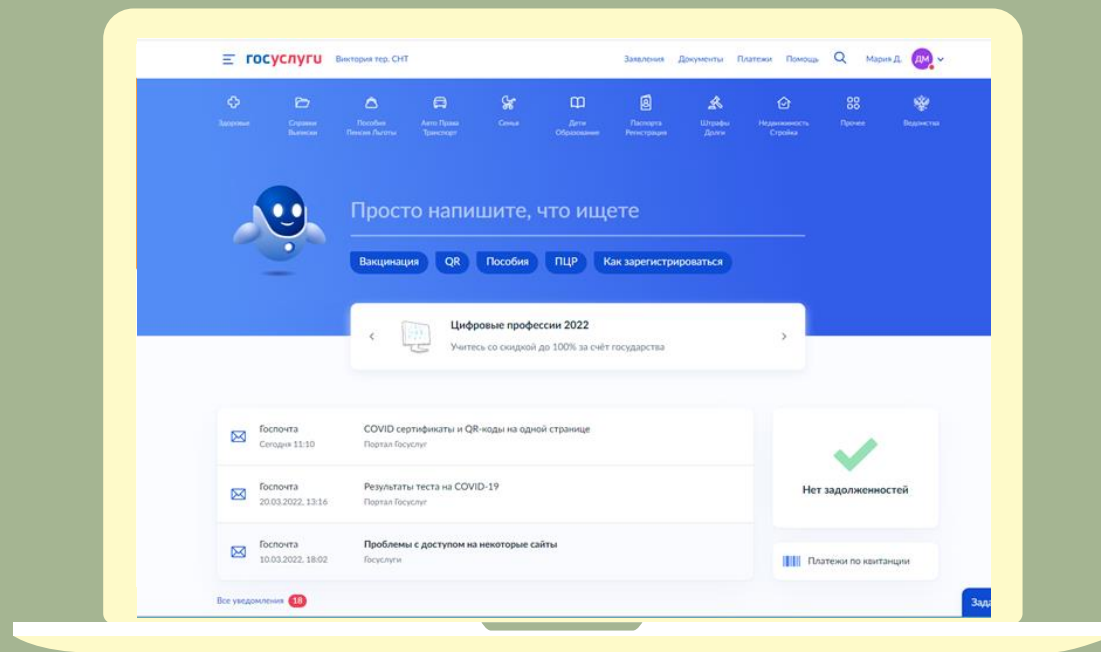 госуслуги
Виктория тер. СНТ
Заявления Документы Платежи Помощь Мария Д. ДМ
Здоровье
Справки
Выписки
Пособия
Пенсия Льготы
Авто Права
Транспорт
Семья
Дети
Образование
Паспорта
Регистрация
Штрафы
Долги
Недвижимость
Стройка
Прочее
Ведомства
Просто напишите, что ищете
Вакцинация QR Пособия ПЦР Как зарегистрироваться
Цифровые профессии 2022
Учитесь со скидкой до 100% за счёт государства
Госпочта
Сегодня 11:10
COVID сертификаты и QR-коды на одной странице
Портал Госуслуг
Госпочта
20.03.2022, 13:16
Результаты теста на COVID-19
Портал Госуслуг
Госпочта
10.03.2022, 18:02
Проблемы с доступом на некоторые сайты
Госуслуги
Все уведомления 18
Нет задолженностей
Платежи по квитанции